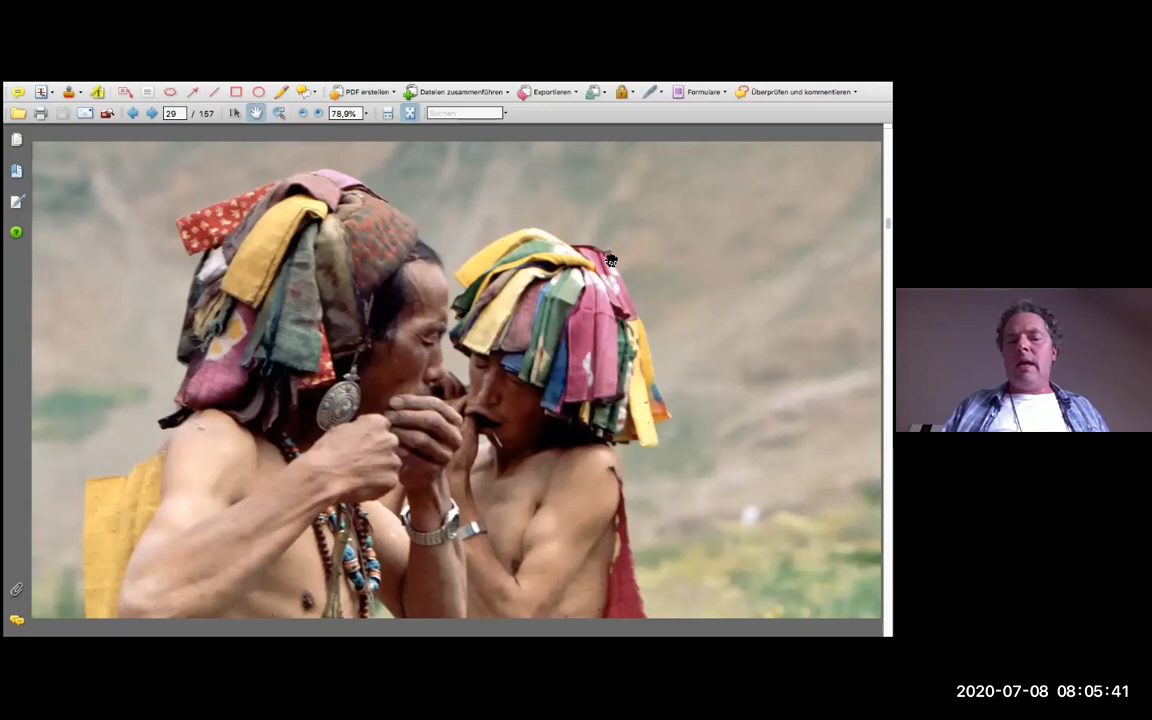 PDF erstellen Dateien zusammenführen Exportieren Formulare Überprüfen und kommentieren
29 / 157 78,9% Suchen
2020-07-08 08:05:41